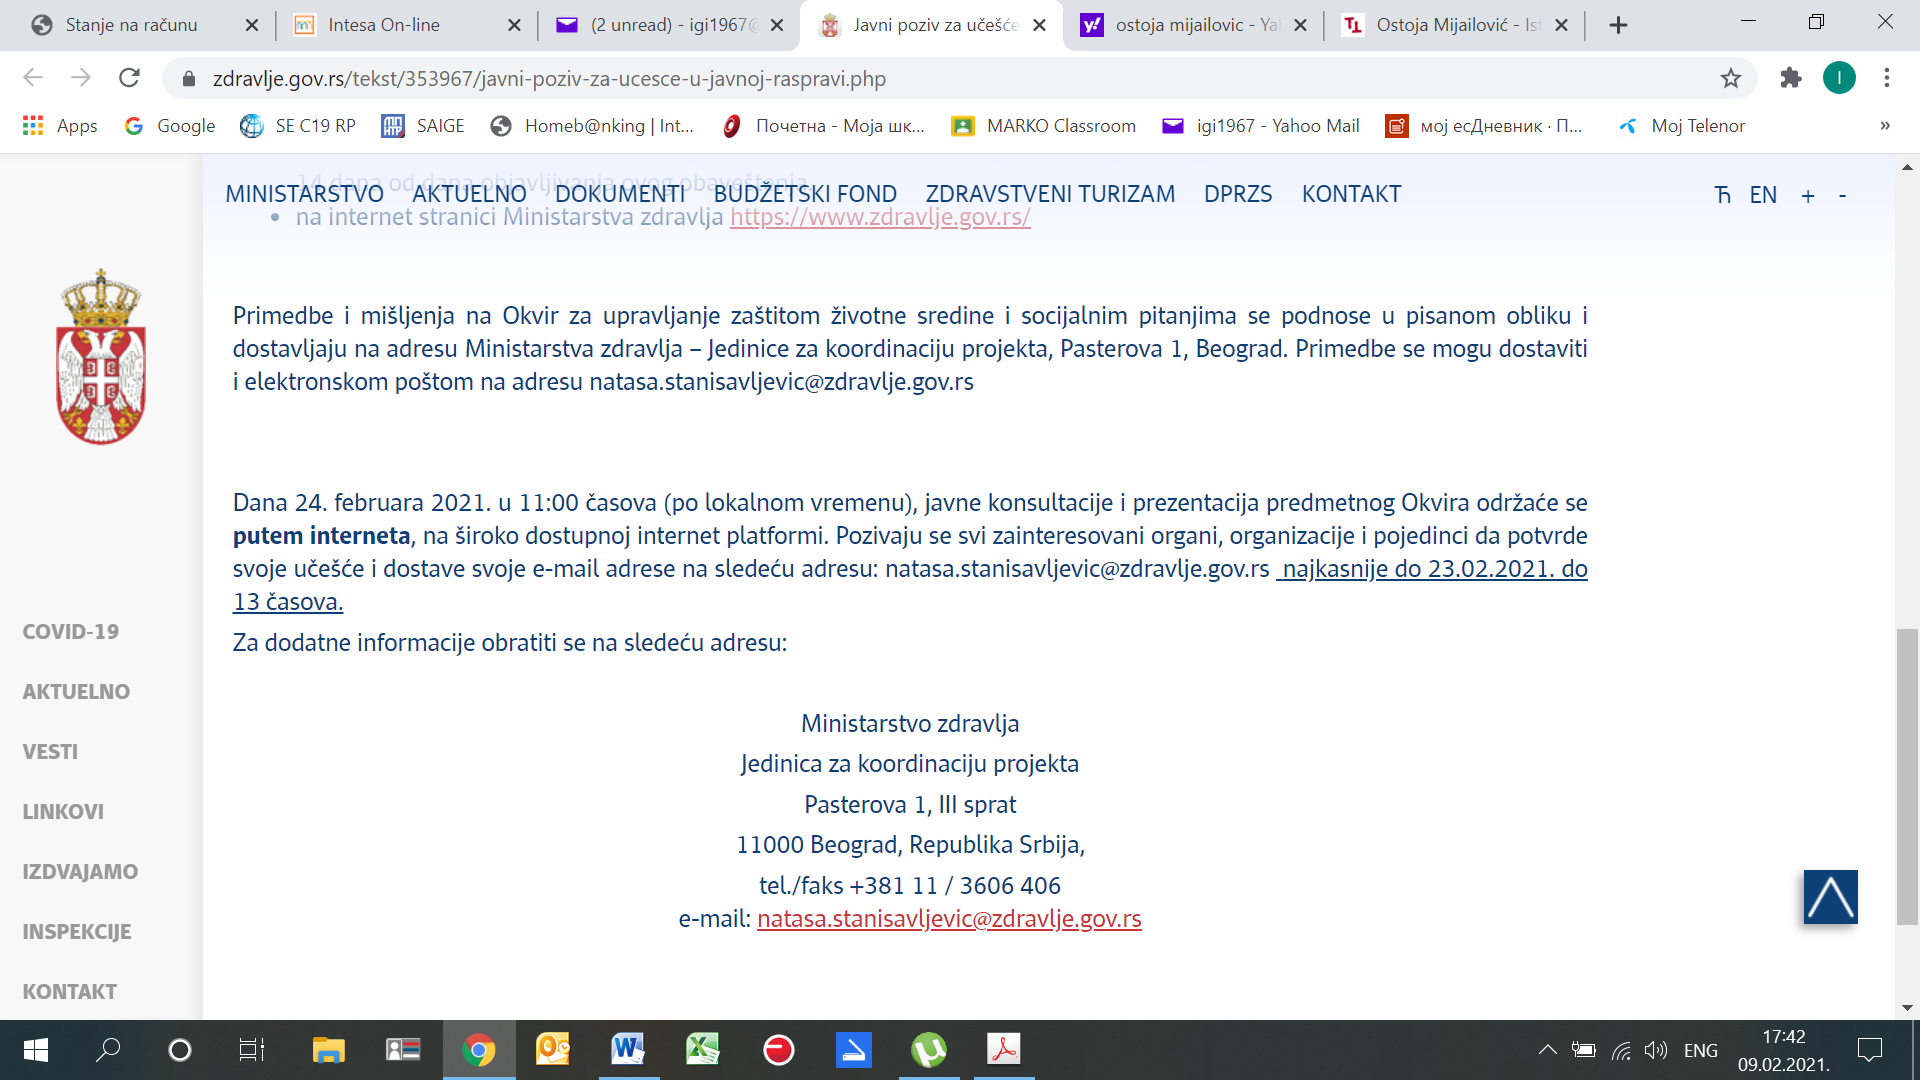 Stanje na računu
Intesa On-line
(2 unread) - igi1967@
Javni poziv za učešće
ostoja mijailovic - Ya
Ostoja Mijailović - Ist
zdravlje.gov.rs/tekst/353967/javni-poziv-za-ucesce-u-javnoj-raspravi.php
I
Apps
Google
SE C19 RP
SAIGE
Homeb@nking | Int...
Почетна - Моја шк...
MARKO Classroom
igi1967 - Yahoo Mail
мој есДневник · П...
Moj Telenor
»
14 dana od dana objavljivanja ovog obaveštenja
MINISTARSTVO AKTUELNO DOKUMENTI BUDŽETSKI FOND ZDRAVSTVENI TURIZAM DPRZS KONTAKT
Ћ EN + -
• na internet stranici Ministarstva zdravlja https://www.zdravlje.gov.rs/
Primedbe i mišljenja na Okvir za upravljanje zaštitom životne sredine i socijalnim pitanjima se podnose u pisanom obliku i
dostavljaju na adresu Ministarstva zdravlja – Jedinice za koordinaciju projekta, Pasterova 1, Beograd. Primedbe se mogu dostaviti
i elektronskom poštom na adresu natasa.stanisavljevic@zdravlje.gov.rs
Dana 24. februara 2021. u 11:00 časova (po lokalnom vremenu), javne konsultacije i prezentacija predmetnog Okvira održaće se
putem interneta, na široko dostupnoj internet platformi. Pozivaju se svi zainteresovani organi, organizacije i pojedinci da potvrde
svoje učešće i dostave svoje e-mail adrese na sledeću adresu: natasa.stanisavljevic@zdravlje.gov.rs najkasnije do 23.02.2021. do
13 časova.
Za dodatne informacije obratiti se na sledeću adresu:
Ministarstvo zdravlja
Jedinica za koordinaciju projekta
Pasterova 1, III sprat
11000 Beograd, Republika Srbija,
tel./faks +381 11 / 3606 406
e-mail: natasa.stanisavljevic@zdravlje.gov.rs
COVID-19
AKTUELNO
VESTI
LINKOVI
IZDVAJAMO
INSPEKCIJE
KONTAKT
ENG
17:42
09.02.2021.